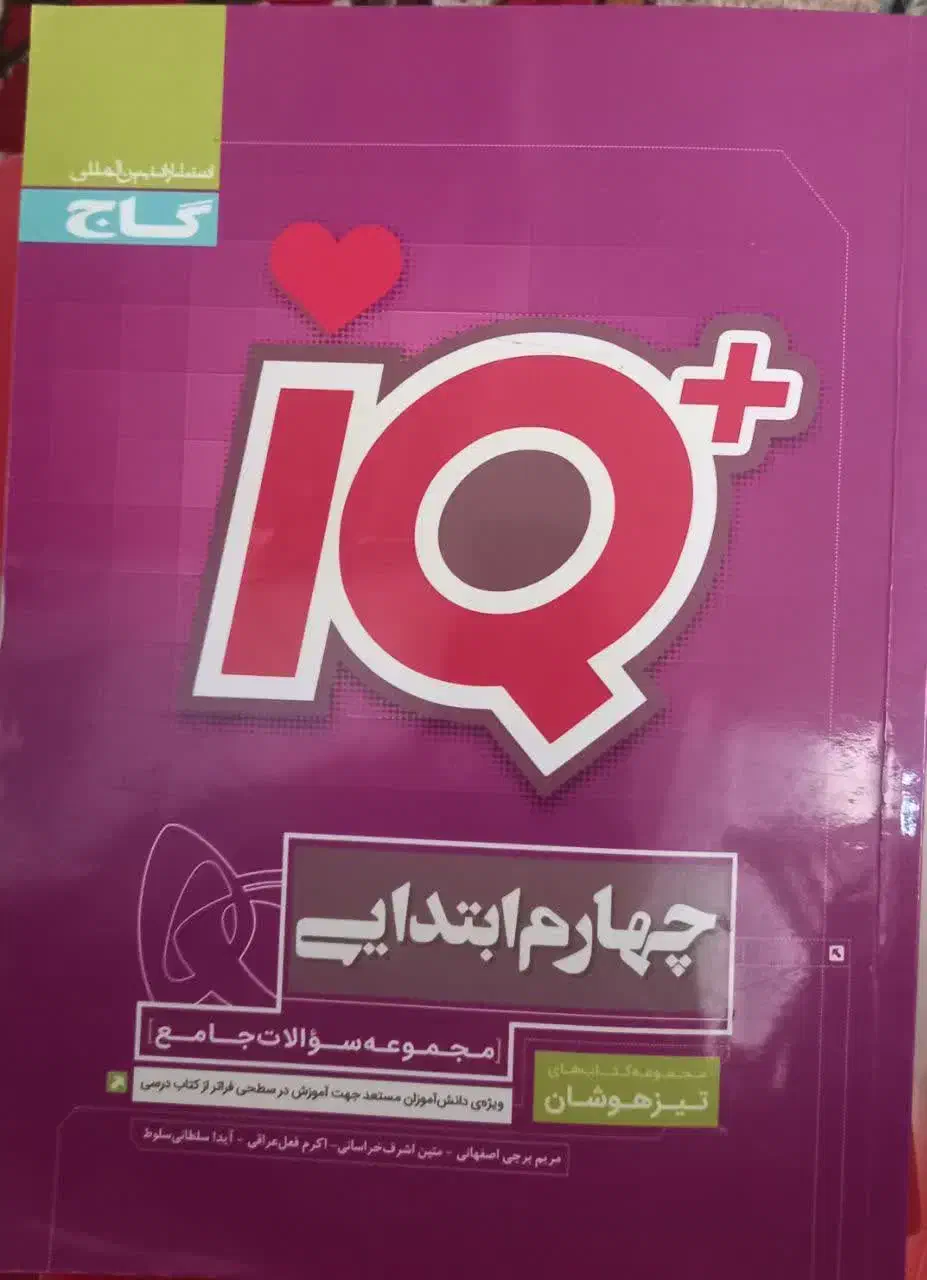 انتشارات بین‌المللی
گاج
IQ+
چهارم ابتدایی
[مجموعه سؤالات جامع]
مجموعه کتاب‌های
تیزهوشان
ویژه‌ی دانش‌آموزان مستعد جهت آموزش در سطحی فراتر از کتاب درسی
مریم برجی اصفهانی - متین اشرف خراسانی - اکرم فعل عراقی - آیدا سلطانی سلوط